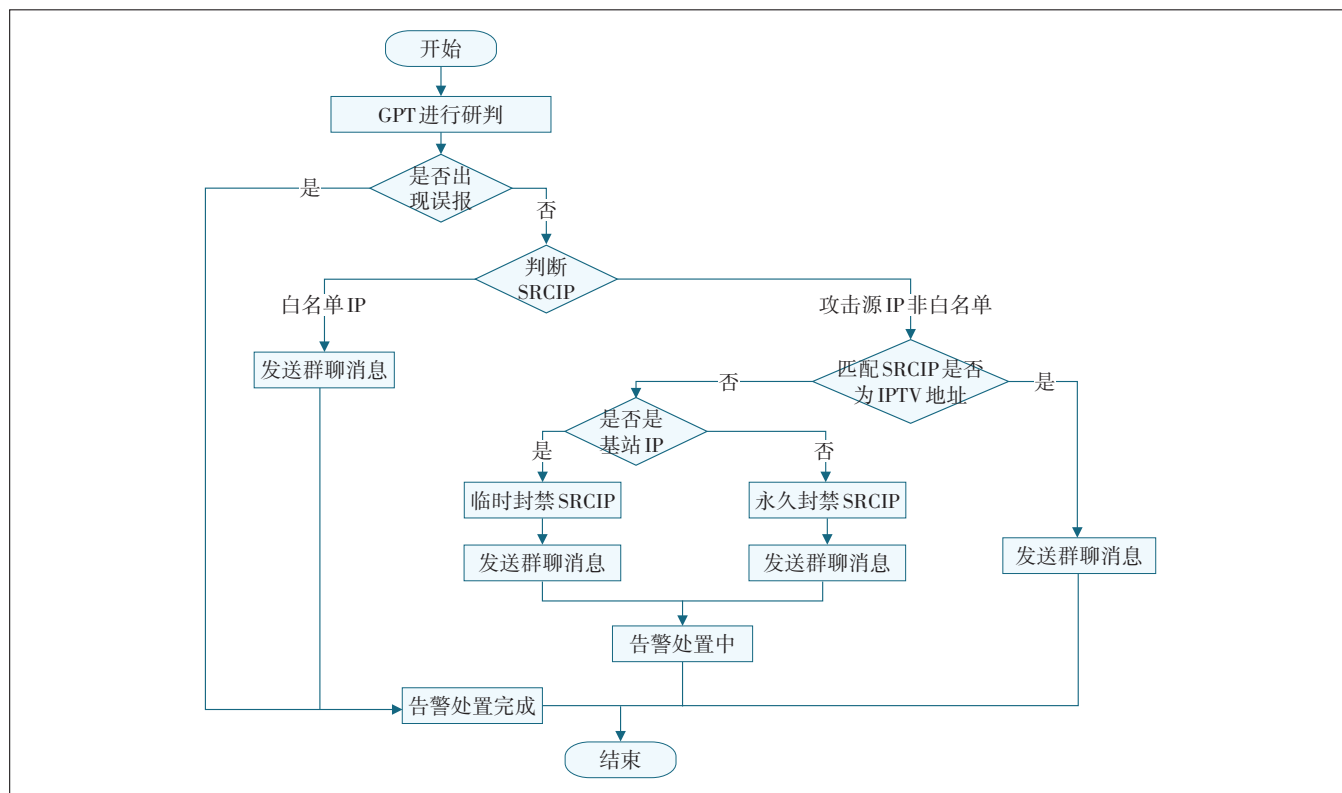 开始
GPT进行研判
是否出
现误报
是
否
判断
SRCIP
白名单IP
攻击源IP非白名单
发送群聊消息
匹配SRCIP是否
为IPTV地址
否
是
是否是
基站IP
是
否
临时封禁SRCIP
永久封禁SRCIP
发送群聊消息
发送群聊消息
发送群聊消息
告警处置中
告警处置完成
结束